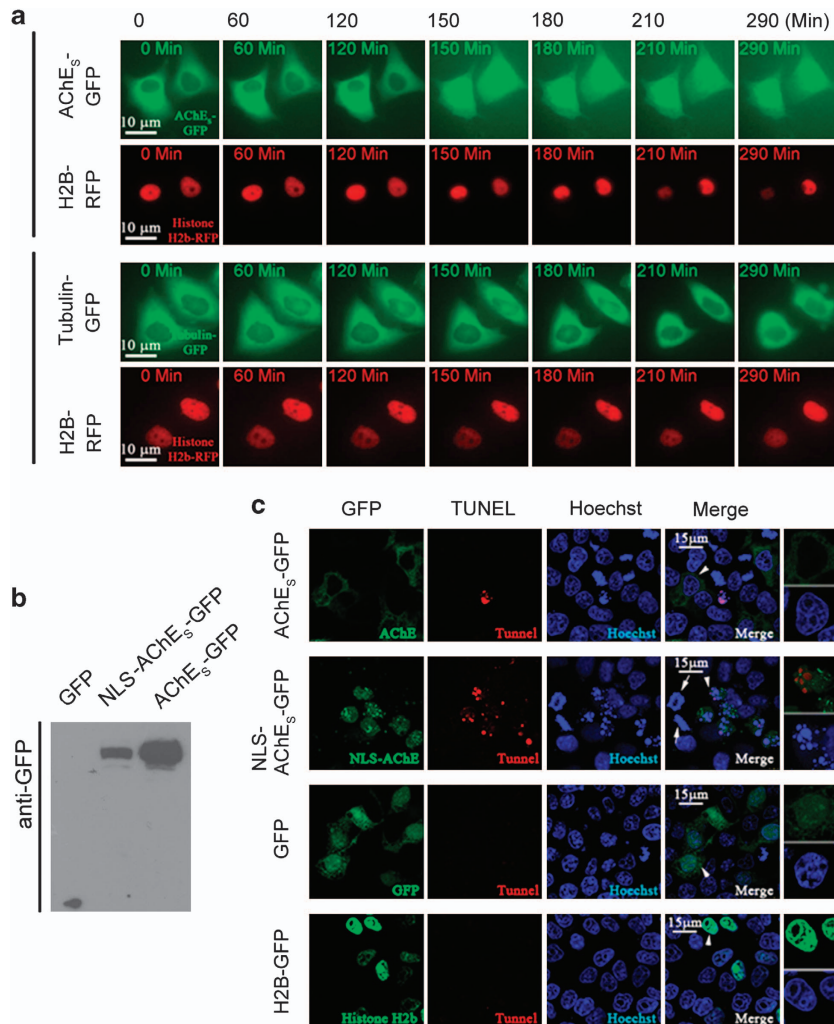 a
0 60 120 150 180 210 290 (Min)
AChES-GFP
0 Min 60 Min 120 Min 150 Min 180 Min 210 Min 290 Min
10 µm
AChES-GFP
H2B-RFP
0 Min 60 Min 120 Min 150 Min 180 Min 210 Min 290 Min
10 µm
Histone
H2b-RFP
Tubulin-GFP
0 Min 60 Min 120 Min 150 Min 180 Min 210 Min 290 Min
10 µm
Tubulin-GFP
H2B-RFP
0 Min 60 Min 120 Min 150 Min 180 Min 210 Min 290 Min
10 µm
Histone
H2b-RFP
b
GFP
NLS-AChES-GFP
AChES-GFP
anti-GFP
c
GFP TUNEL Hoechst Merge
AChES-GFP
15µm
AChE Tunnel Hoechst Merge
NLS-AChES-GFP
15µm
NLS-AChE Tunnel Hoechst Merge
GFP
15µm
GFP Tunnel Hoechst Merge
H2B-GFP
15µm
Histone H2b Tunnel Hoechst Merge